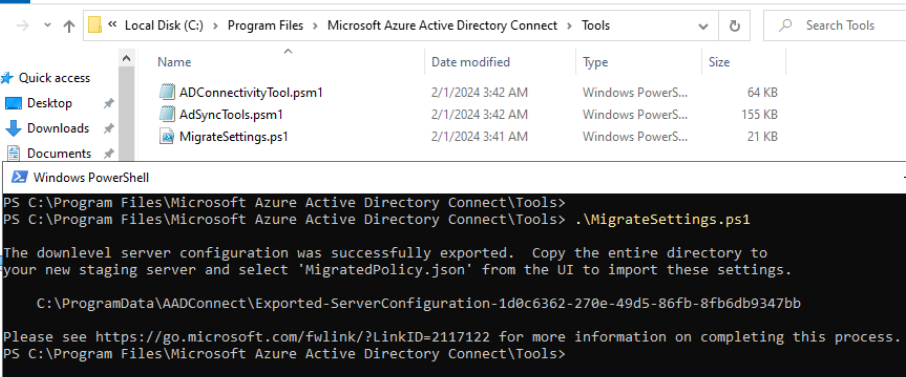 « Local Disk (C:) › Program Files › Microsoft Azure Active Directory Connect › Tools
Search Tools
Quick access
Desktop
Downloads
Documents
Name Date modified Type Size
ADConnectivityTool.psm1 2/1/2024 3:42 AM Windows PowerS... 64 KB
AdSyncTools.psm1 2/1/2024 3:42 AM Windows PowerS... 155 KB
MigrateSettings.ps1 2/1/2024 3:41 AM Windows PowerS... 21 KB
Windows PowerShell
PS C:\Program Files\Microsoft Azure Active Directory Connect\Tools>
PS C:\Program Files\Microsoft Azure Active Directory Connect\Tools> .\MigrateSettings.ps1
The downlevel server configuration was successfully exported.  Copy the entire directory to
your new staging server and select 'MigratedPolicy.json' from the UI to import these settings.
C:\ProgramData\AADConnect\Exported-ServerConfiguration-1d0c6362-270e-49d5-86fb-8fb6db9347bb
Please see https://go.microsoft.com/fwlink/?LinkID=2117122 for more information on completing this process.
PS C:\Program Files\Microsoft Azure Active Directory Connect\Tools>